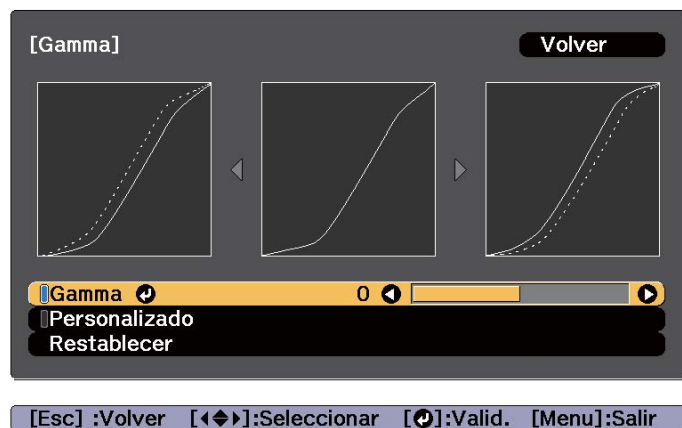 [Gamma] Volver
Gamma 0
Personalizado
Restablecer
[Esc] :Volver [ ]:Seleccionar [ ]:Valid. [Menu]:Salir